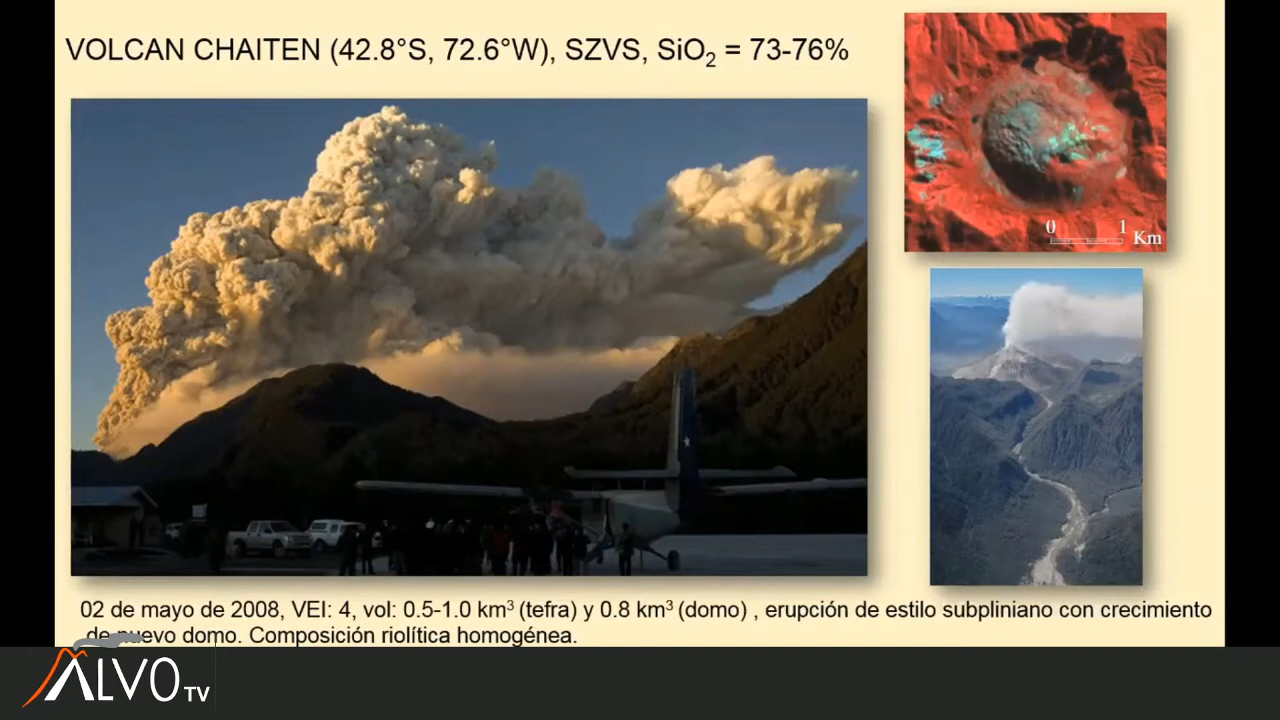 VOLCAN CHAITEN (42.8°S, 72.6°W), SZVS, SiO₂ = 73-76%
0 1 Km
02 de mayo de 2008, VEI: 4, vol: 0.5-1.0 km³ (tefra) y 0.8 km³ (domo) , erupción de estilo subpliniano con crecimiento
de nuevo domo. Composición riolítica homogénea.
ALVO TV